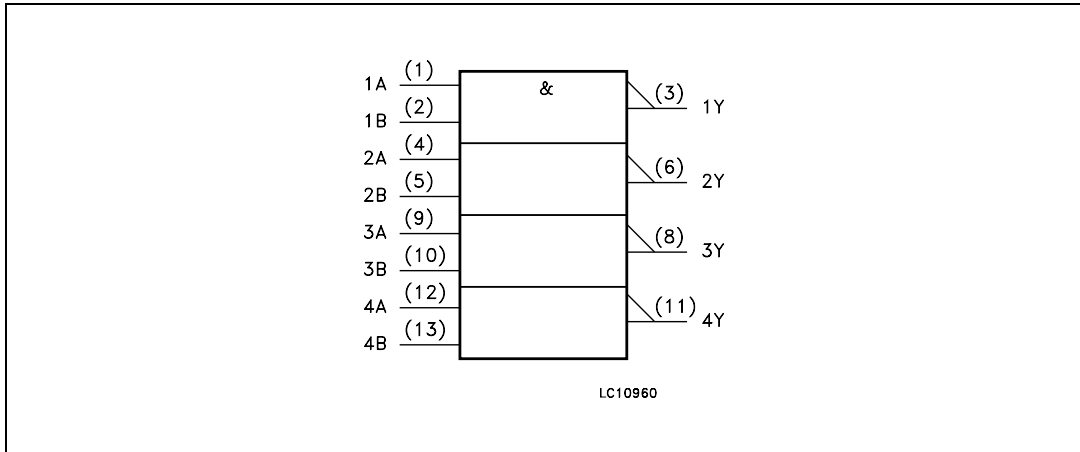 1A (1)
1B (2)
2A (4)
2B (5)
3A (9)
3B (10)
4A (12)
4B (13)
&
(3) 1Y
(6) 2Y
(8) 3Y
(11) 4Y
LC10960